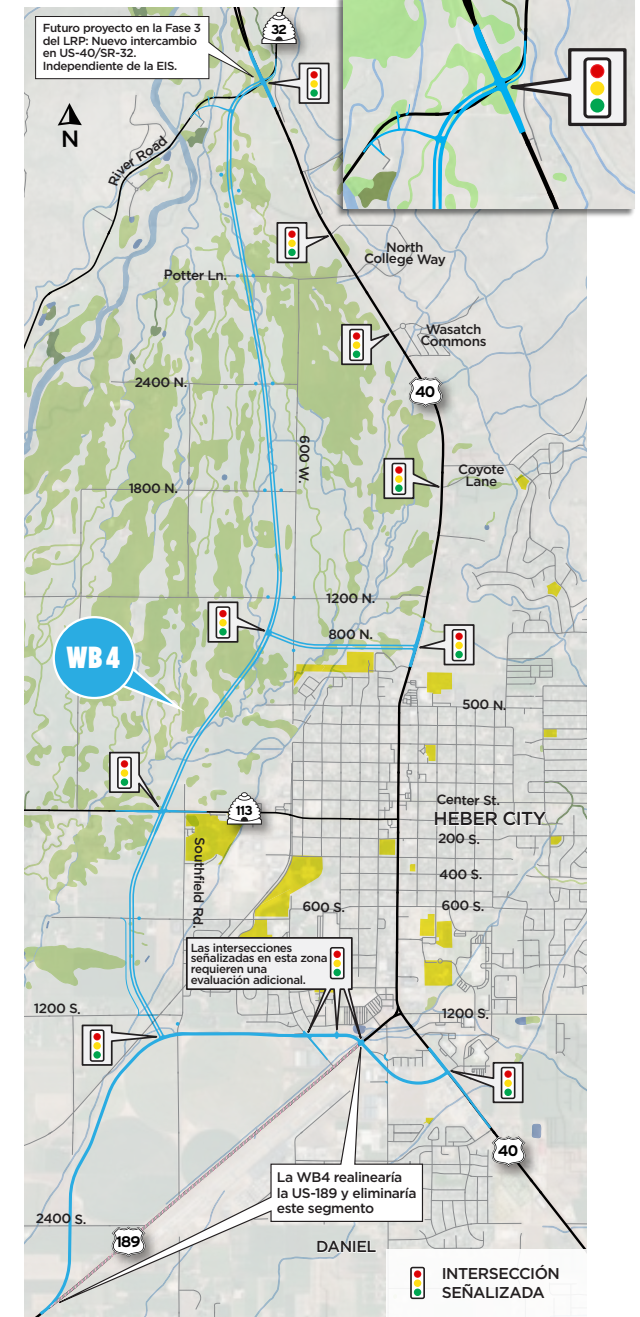 Futuro proyecto en la Fase 3
del LRP: Nuevo intercambio
en US-40/SR-32.
Independiente de la EIS.
32
N
River Road
North
College Way
Potter Ln.
Wasatch
Commons
2400 N.
40
600 W.
Coyote
Lane
1800 N.
1200 N.
800 N.
WB 4
500 N.
113
Center St.
HEBER CITY
200 S.
Southfield Rd.
400 S.
600 S.
600 S.
Las intersecciones
señalizadas en esta zona
requieren una
evaluación adicional.
1200 S.
1200 S.
40
La WB4 realinearía
la US-189 y eliminaría
este segmento
2400 S.
189
DANIEL
INTERSECCIÓN
SEÑALIZADA